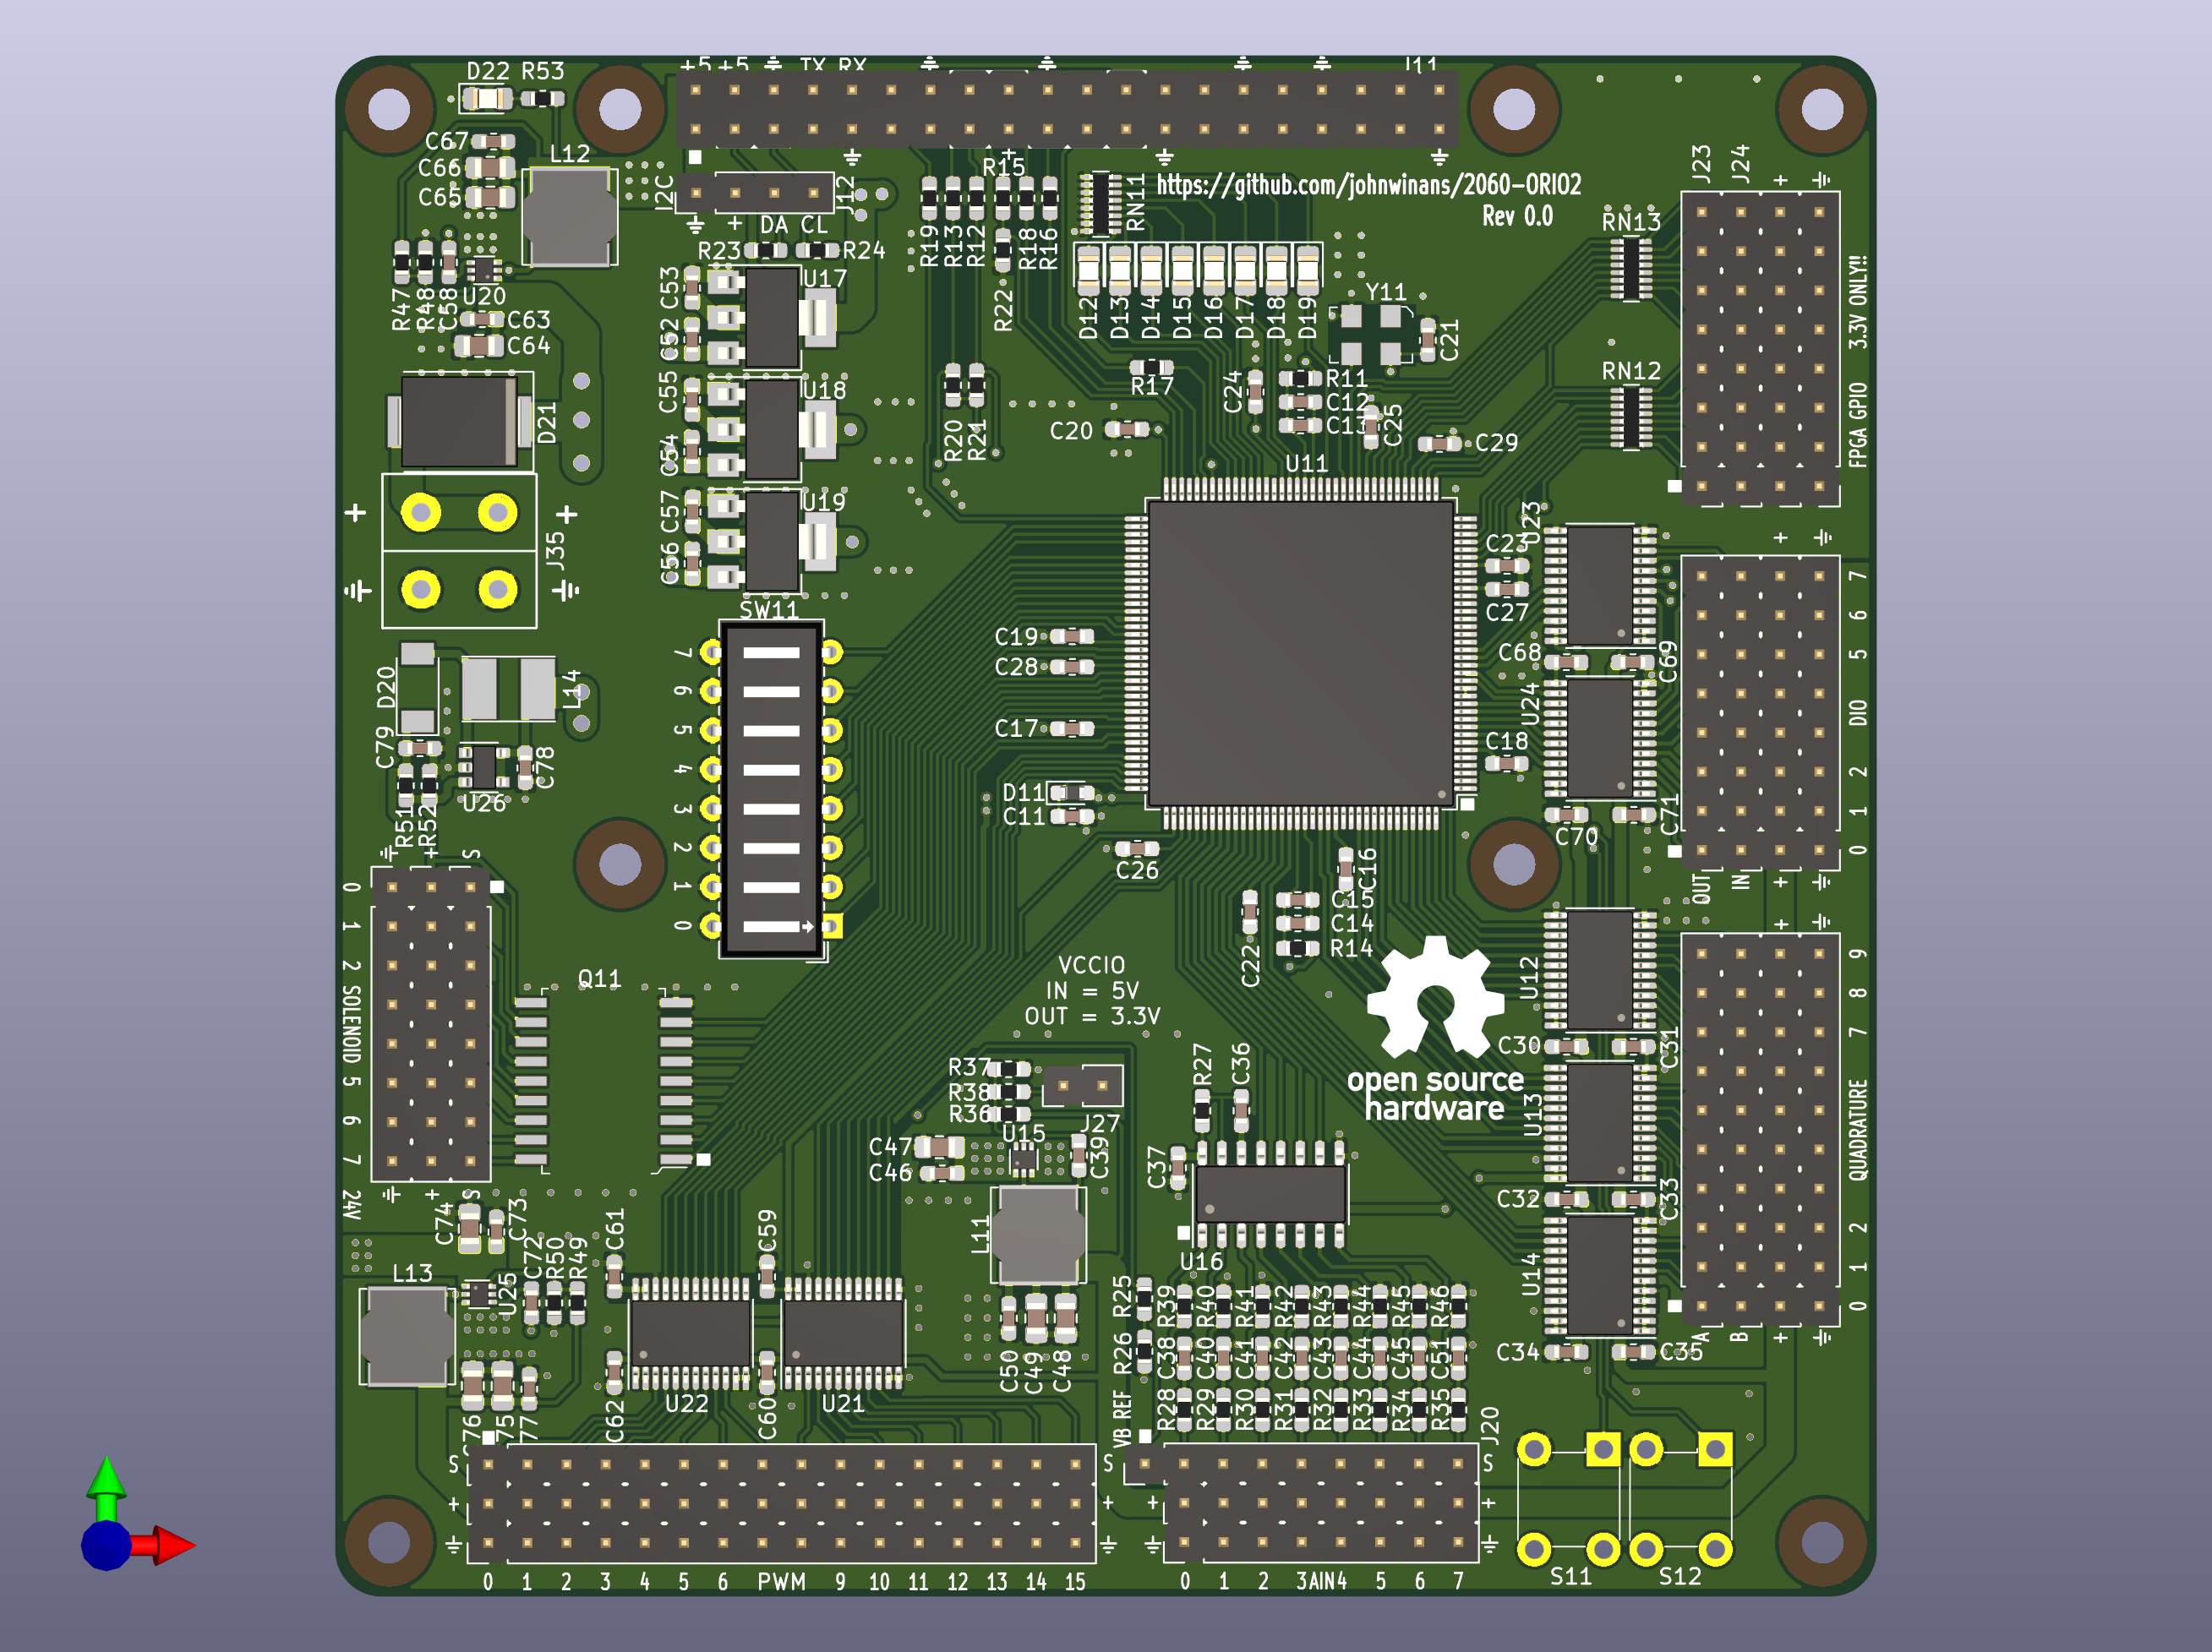 D22 R53
+5 +5 TX RX J11
C67
L12
C66
C65
I2C
J12
+ DA CL
R15
RN11
https://github.com/johnwinans/2060-ORIO2
Rev 0.0
J23
J24
+
RN13
R19
R13
R12
R18
R16
R22
R23
R24
R47
R48
C58
U20
C63
C64
C53
C52
U17
D12
D13
D14
D15
D16
D17
D18
D19
Y11
C21
3.3V ONLY!!
FPGA GPIO
RN12
D21
C55
C54
U18
R20
R21
R17
C24
R11
C12
C13
C25
C20
C29
U11
+ +
J35
C57
C56
U19
SW11
7
6
5
4
3
2
1
0
C19
C28
C17
D11
C11
C26
C23
C27
C68
C69
C18
C70
C71
U23
U24
+
7
6
5
DIO
2
1
0
OUT
IN
+
D20
L14
C79
C78
U26
R51
R52
+
S
0
1
2
SOLENOID
5
6
7
24V
+
S
Q11
C16
C15
C14
R14
C22
VCCIO
IN = 5V
OUT = 3.3V
open source
hardware
U12
C30
C31
U13
C32
C33
U14
C34
C35
+
9
8
7
QUADRATURE
2
1
0
A
B
+
R37
R38
R36
J27
U15
C39
C47
C46
L11
C50
C49
C48
R27
C36
C37
U16
C74
C73
L13
U25
C72
R50
R49
C61
C59
C62
C60
U22
U21
C76
C75
C77
R25
R26
R39
R40
R41
R42
R43
R44
R45
R46
C38
C40
C41
C42
C43
C44
C45
C51
R28
R29
R30
R31
R32
R33
R34
R35
VB REF
J20
S S S
+ + + +
0 1 2 3 4 5 6 PWM 9 10 11 12 13 14 15
0 1 2 3 AIN 4 5 6 7
S11 S12